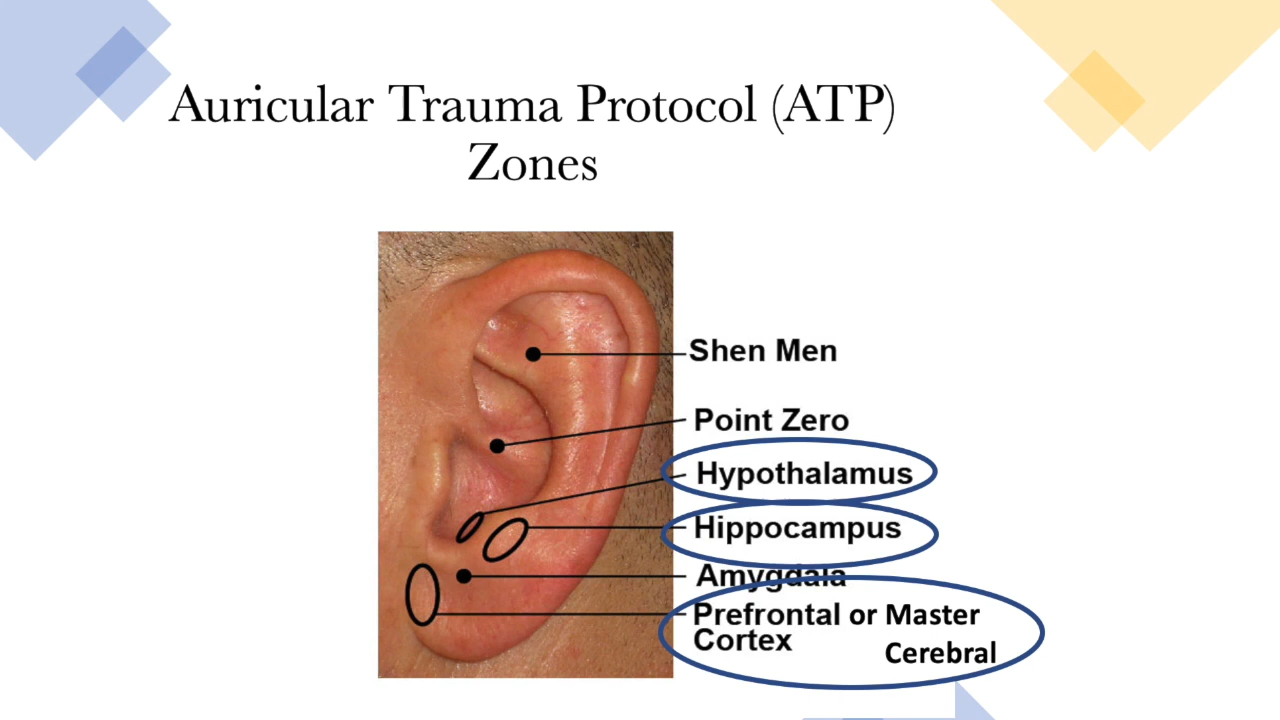 Auricular Trauma Protocol (ATP)
Zones
Shen Men
Point Zero
Hypothalamus
Hippocampus
Amygdala
Prefrontal or Master
Cortex Cerebral